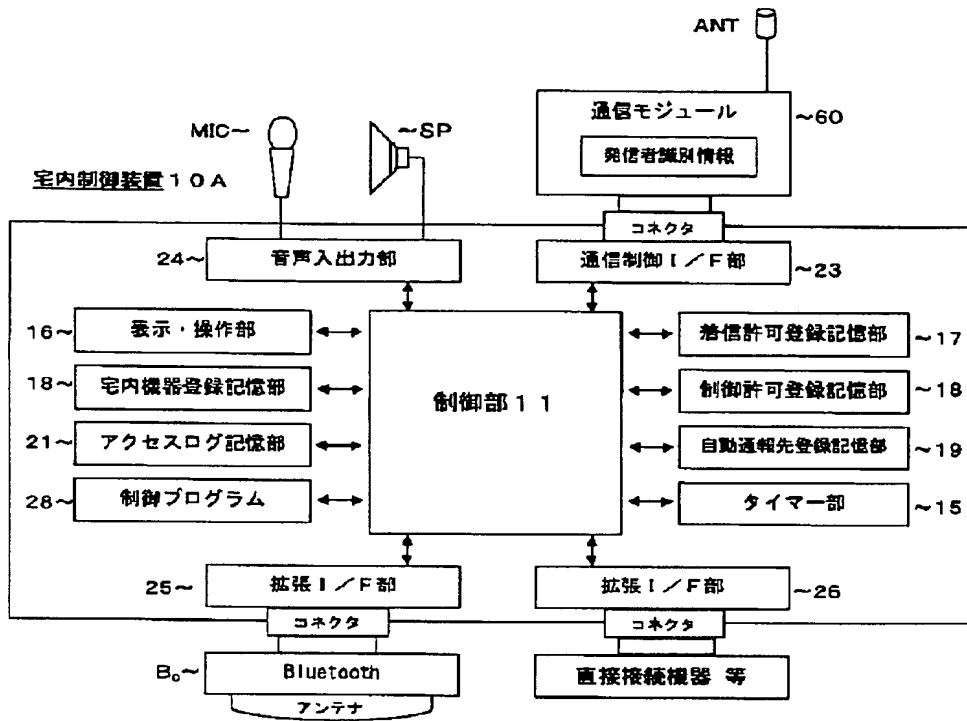 ANT
通信モジュール
~60
発信者識別情報
MIC~
~SP
宅内制御装置10A
コネクタ
24~
音声入出力部
通信制御I/F部
~23
16~
表示・操作部
着信許可登録記憶部
~17
18~
宅内機器登録記憶部
制御部11
制御許可登録記憶部
~18
21~
アクセスログ記憶部
自動通報先登録記憶部
~19
28~
制御プログラム
タイマー部
~15
25~
拡張I/F部
拡張I/F部
~26
コネクタ
コネクタ
B₀~
Bluetooth
直接接続機器 等
アンテナ